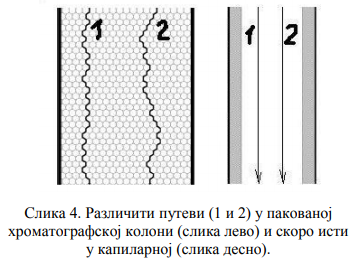 1 2 1 2
Слика 4. Различити путеви (1 и 2) у пакованој
хроматографској колони (слика лево) и скоро исти
у капиларној (слика десно).